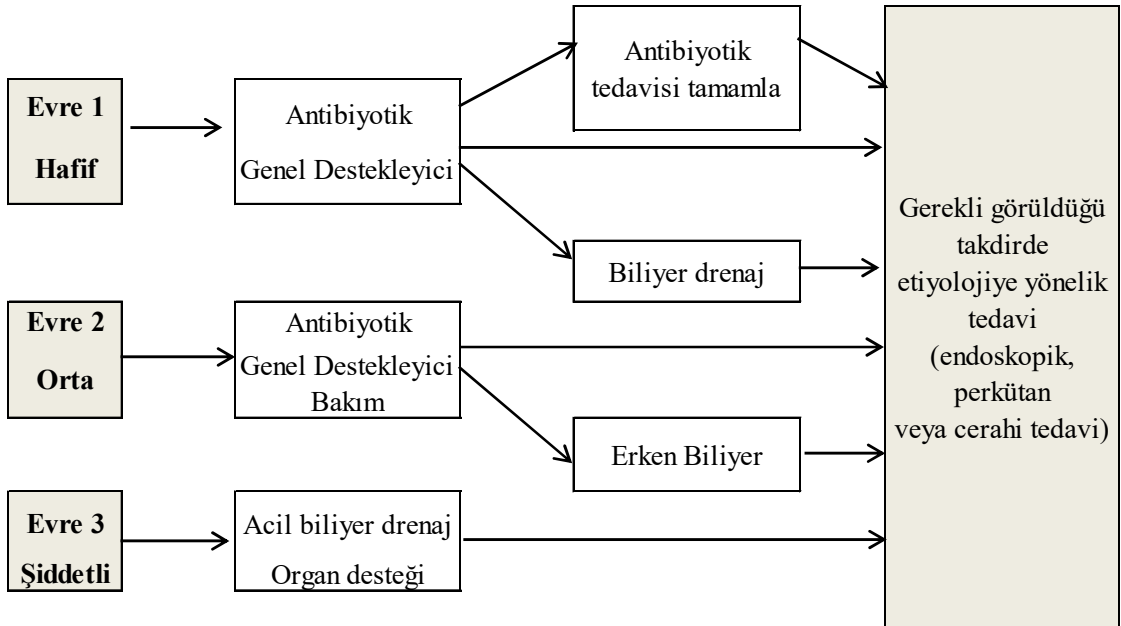 Evre 1
Hafif
Antibiyotik
Genel Destekleyici
Antibiyotik
tedavisi tamamla
Biliyer drenaj
Evre 2
Orta
Antibiyotik
Genel Destekleyici
Bakım
Erken Biliyer
Evre 3
Şiddetli
Acil biliyer drenaj
Organ desteği
Gerekli görüldüğü
takdirde
etiyolojiye yönelik
tedavi
(endoskopik,
perkütan
veya cerahi tedavi)